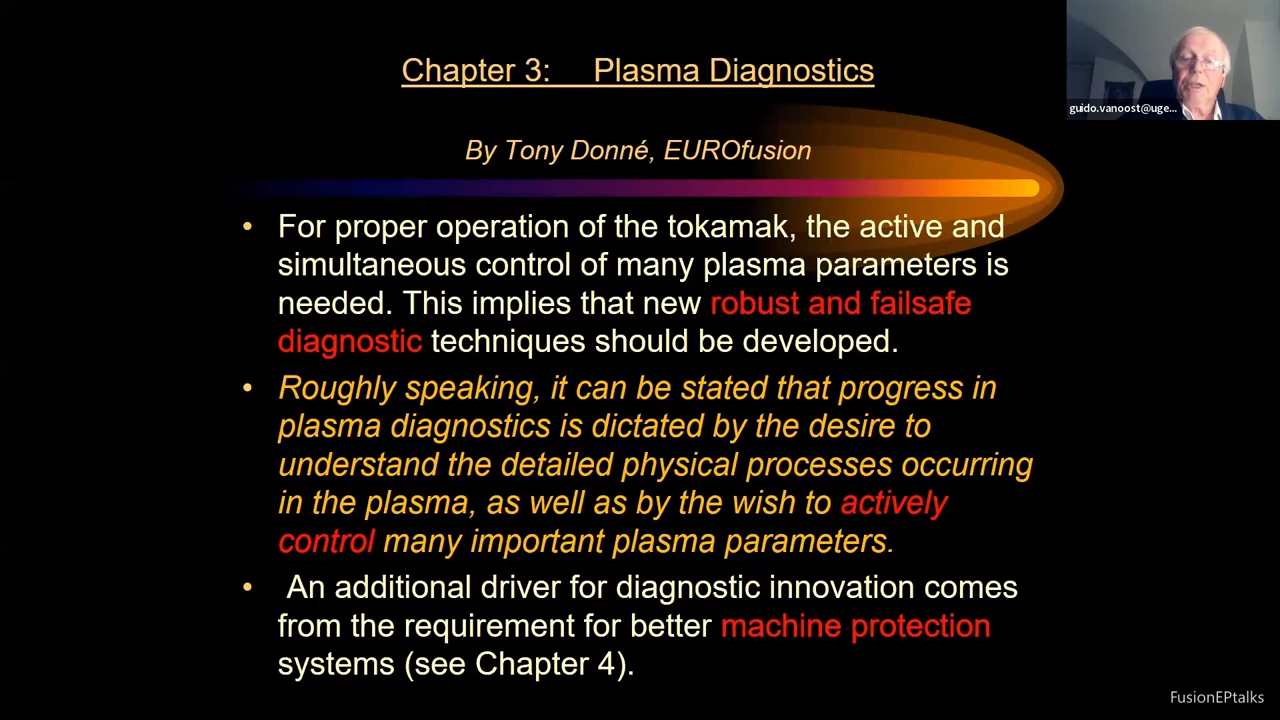 Chapter 3: Plasma Diagnostics
guido.vanoost@uge...
By Tony Donné, EUROfusion
• For proper operation of the tokamak, the active and
simultaneous control of many plasma parameters is
needed. This implies that new robust and failsafe
diagnostic techniques should be developed.
• Roughly speaking, it can be stated that progress in
plasma diagnostics is dictated by the desire to
understand the detailed physical processes occurring
in the plasma, as well as by the wish to actively
control many important plasma parameters.
• An additional driver for diagnostic innovation comes
from the requirement for better machine protection
systems (see Chapter 4).
FusionEPtalks